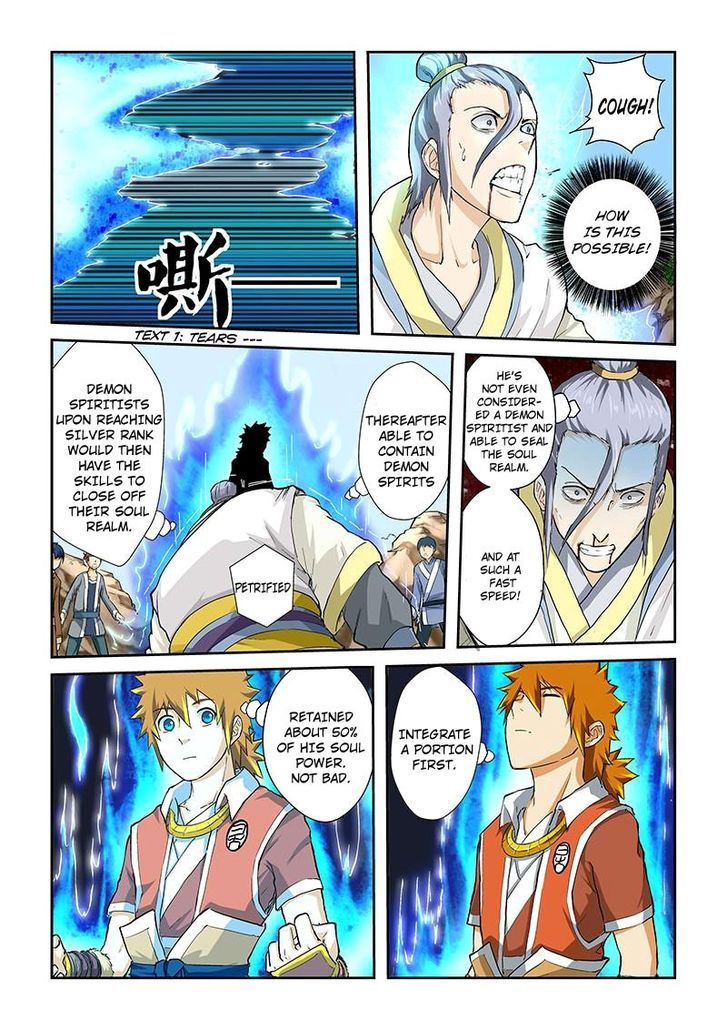 嘶——
TEXT 1: TEARS ---
COUGH!
HOW
IS THIS
POSSIBLE!
DEMON
SPIRITISTS
UPON REACHING
SILVER RANK
WOULD THEN
HAVE THE
SKILLS TO
CLOSE OFF
THEIR SOUL
REALM.
THEREAFTER
ABLE TO
CONTAIN
DEMON
SPIRITS
PETRIFIED
HE'S
NOT EVEN
CONSIDER-
ED A DEMON
SPIRITIST AND
ABLE TO SEAL
THE SOUL
REALM.
AND AT
SUCH A
FAST
SPEED!
RETAINED
ABOUT 50%
OF HIS SOUL
POWER.
NOT BAD.
INTEGRATE
A PORTION
FIRST.